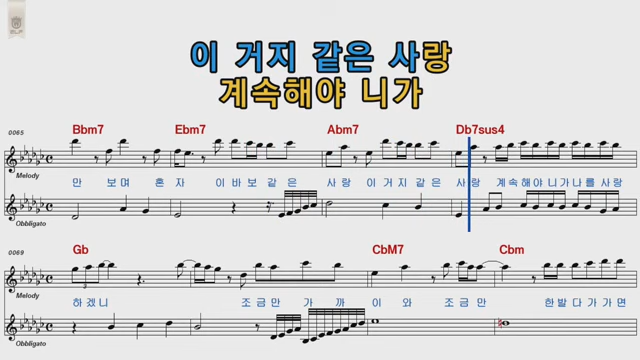 이 거지 같은 사랑
계속해야 니가
0065 Bbm7 Ebm7 Abm7 Db7sus4
Melody
만 보며 혼 자 이바보같 은 사랑 이거지같 은 사랑 계속해야니가나를사랑
Obbligato
0069 Gb CbM7 Cbm
Melody
하겠니 조금만 가까 이 와 조금만 한발다가가면
Obbligato